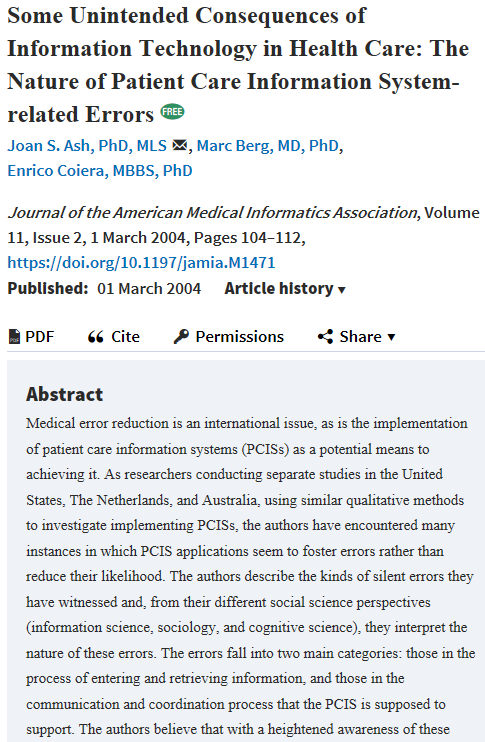 Some Unintended Consequences of
Information Technology in Health Care: The
Nature of Patient Care Information System-
related Errors FREE
Joan S. Ash, PhD, MLS, Marc Berg, MD, PhD,
Enrico Coiera, MBBS, PhD
Journal of the American Medical Informatics Association, Volume
11, Issue 2, 1 March 2004, Pages 104–112,
https://doi.org/10.1197/jamia.M1471
Published: 01 March 2004 Article history ▾
PDF Cite Permissions Share ▾
Abstract
Medical error reduction is an international issue, as is the implementation
of patient care information systems (PCISs) as a potential means to
achieving it. As researchers conducting separate studies in the United
States, The Netherlands, and Australia, using similar qualitative methods
to investigate implementing PCISs, the authors have encountered many
instances in which PCIS applications seem to foster errors rather than
reduce their likelihood. The authors describe the kinds of silent errors they
have witnessed and, from their different social science perspectives
(information science, sociology, and cognitive science), they interpret the
nature of these errors. The errors fall into two main categories: those in the
process of entering and retrieving information, and those in the
communication and coordination process that the PCIS is supposed to
support. The authors believe that with a heightened awareness of these